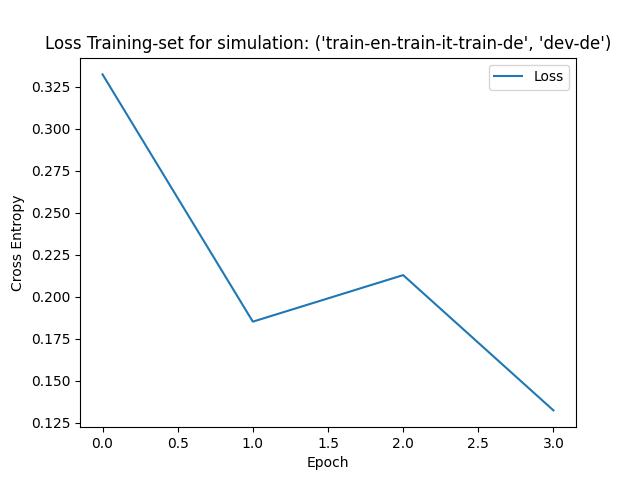 Loss Training-set for simulation: ('train-en-train-it-train-de', 'dev-de')
Loss
0.325
0.300
0.275
0.250
0.225
0.200
0.175
0.150
0.125
Cross Entropy
0.0 0.5 1.0 1.5 2.0 2.5 3.0
Epoch